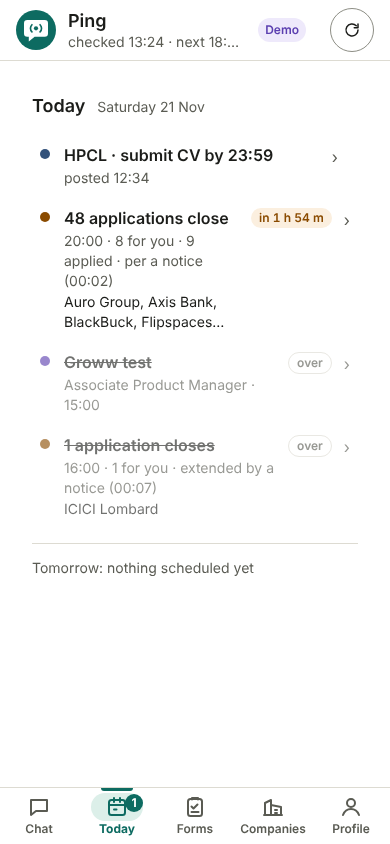 Ping
checked 13:24 · next 18:...
Demo
Today Saturday 21 Nov
HPCL · submit CV by 23:59
posted 12:34
48 applications close
in 1 h 54 m
20:00 · 8 for you · 9
applied · per a notice
(00:02)
Auro Group, Axis Bank,
BlackBuck, Flipspaces...
Groww test
over
Associate Product Manager ·
15:00
1 application closes
over
16:00 · 1 for you · extended by a
notice (00:07)
ICICI Lombard
Tomorrow: nothing scheduled yet
1
Chat Today Forms Companies Profile